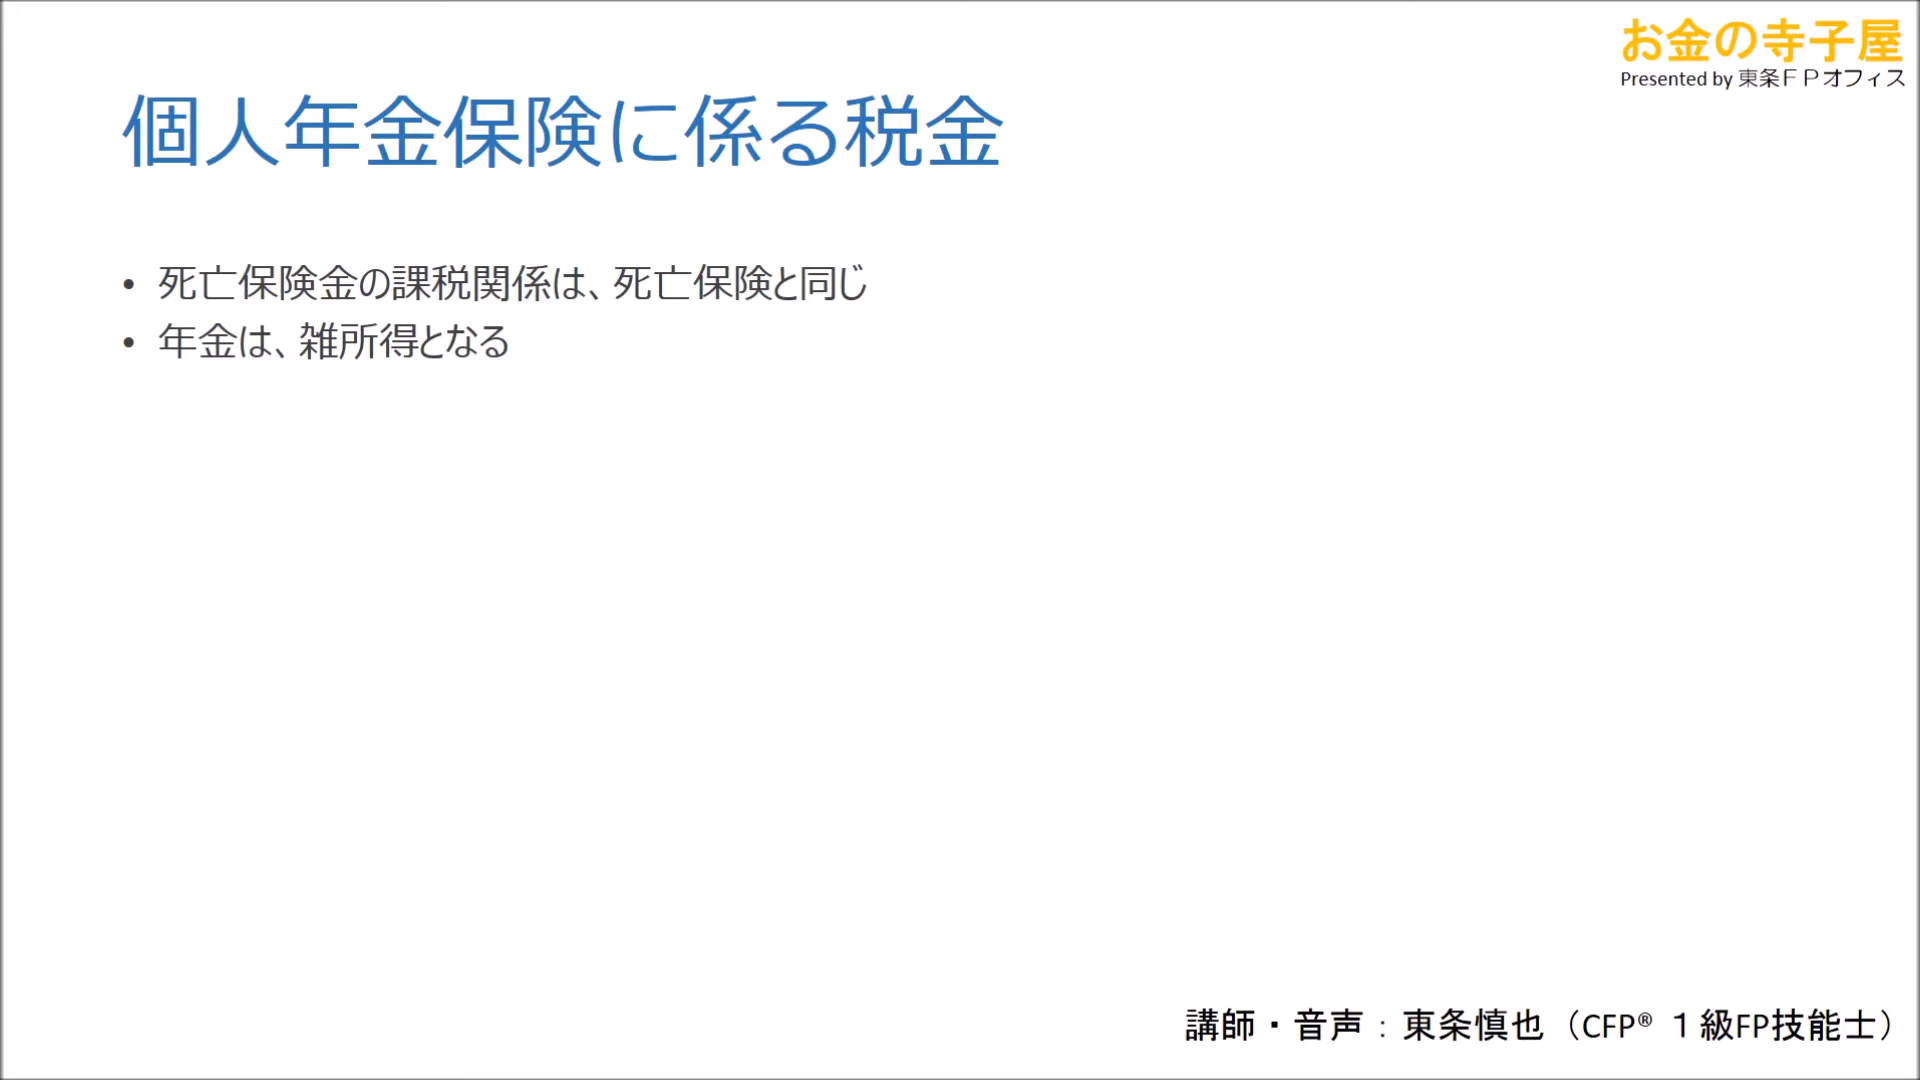 お金の寺子屋
Presented by 東条ＦＰオフィス
個人年金保険に係る税金
• 死亡保険金の課税関係は、死亡保険と同じ
• 年金は、雑所得となる
講師・音声：東条慎也（CFP® １級FP技能士）